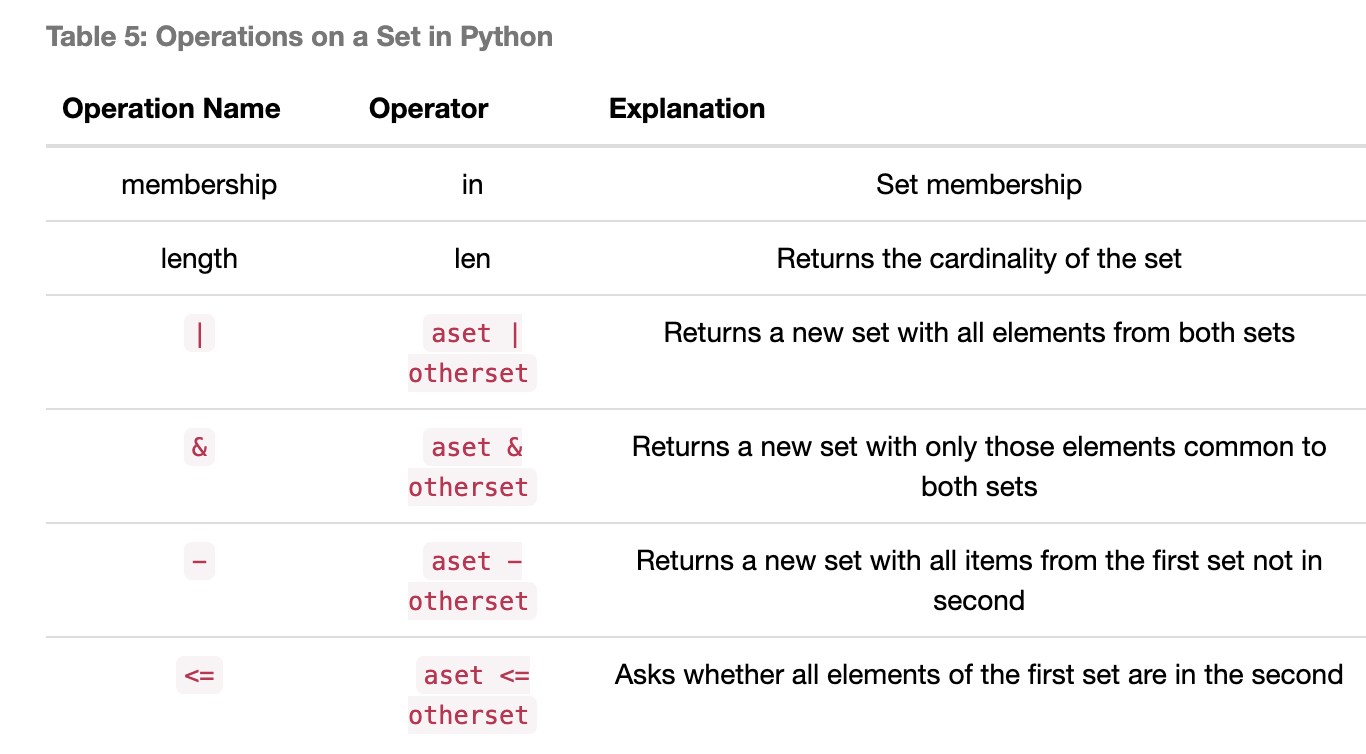 Table 5: Operations on a Set in Python
Operation Name Operator Explanation
membership in Set membership
length len Returns the cardinality of the set
| aset | Returns a new set with all elements from both sets
otherset
& aset & Returns a new set with only those elements common to
otherset both sets
- aset - Returns a new set with all items from the first set not in
otherset second
<= aset <= Asks whether all elements of the first set are in the second
otherset